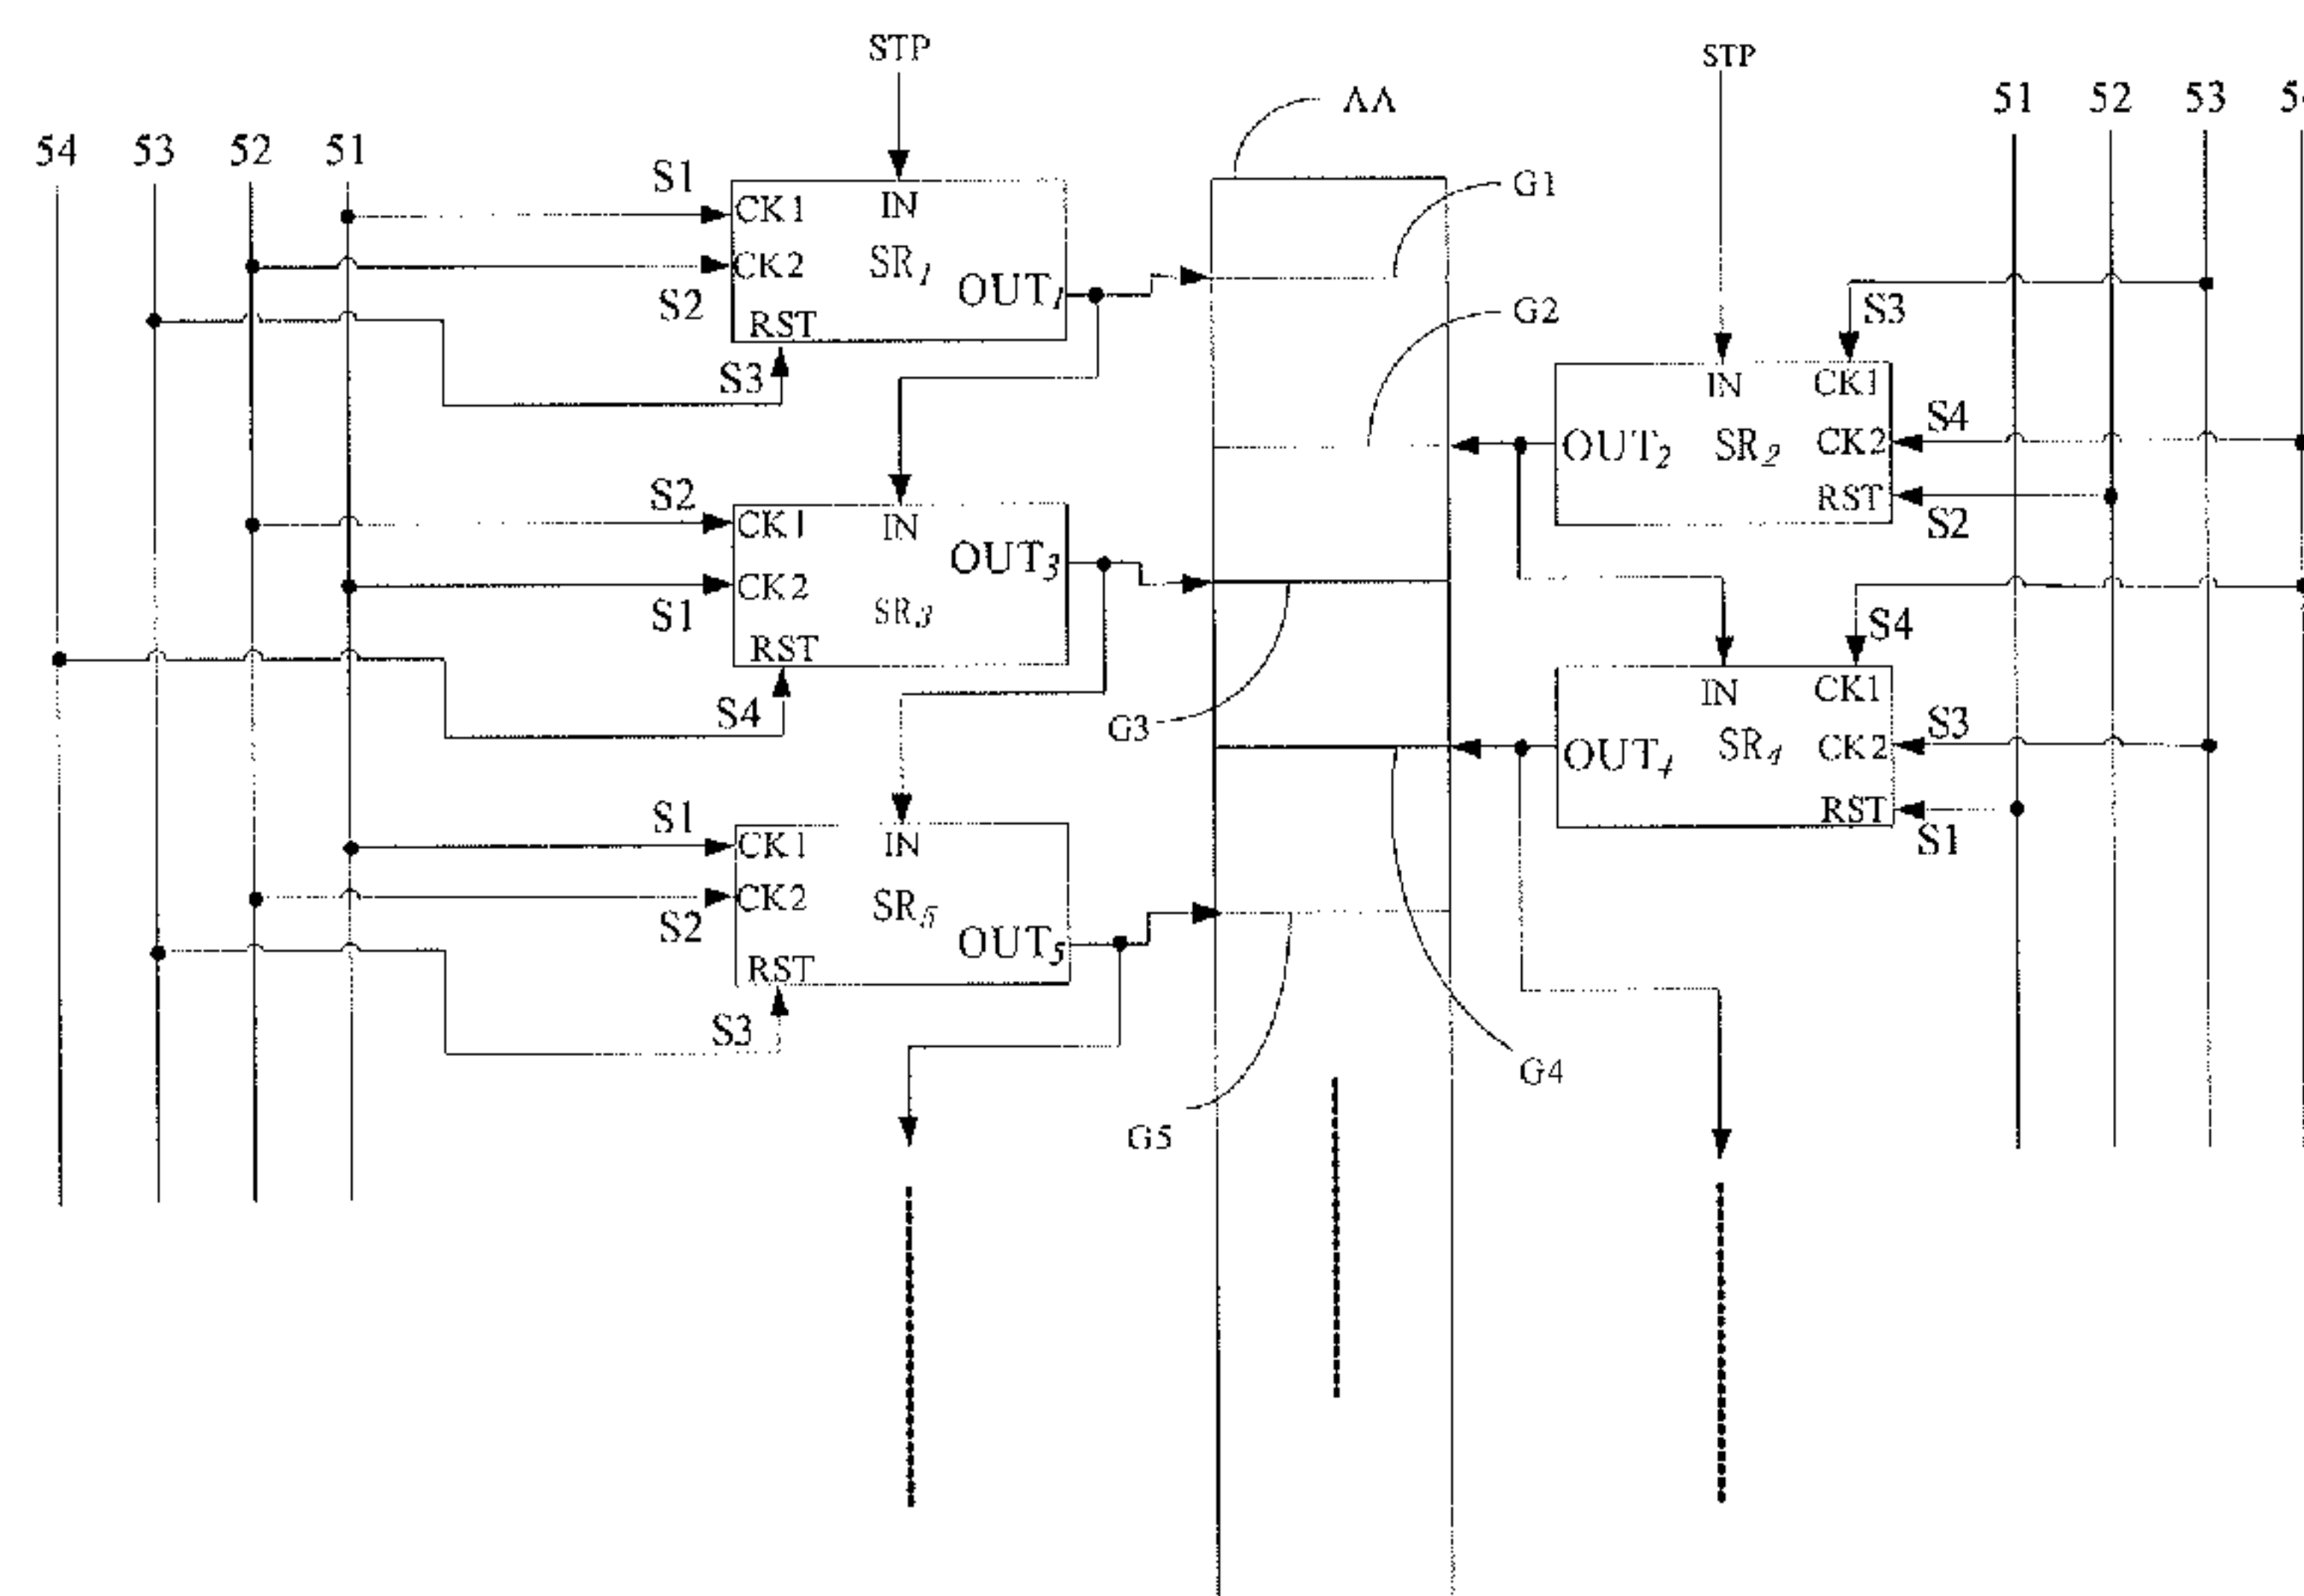 STP
STP
AA
51 52 53
54 53 52 51
S1
CK1 IN
G1
CK2 SR1
S2
OUT1
RST
S3
G2
S3
IN CK1
S4
OUT2 SR2 CK2
RST
S2
S2
CK1 IN
OUT3
CK2
S1
SR3
RST
S4
S4
G3
IN CK1
S3
OUT4 SR4 CK2
RST
S1
S1
CK1 IN
CK2 SR5
S2
OUT5
RST
S3
G4
G5